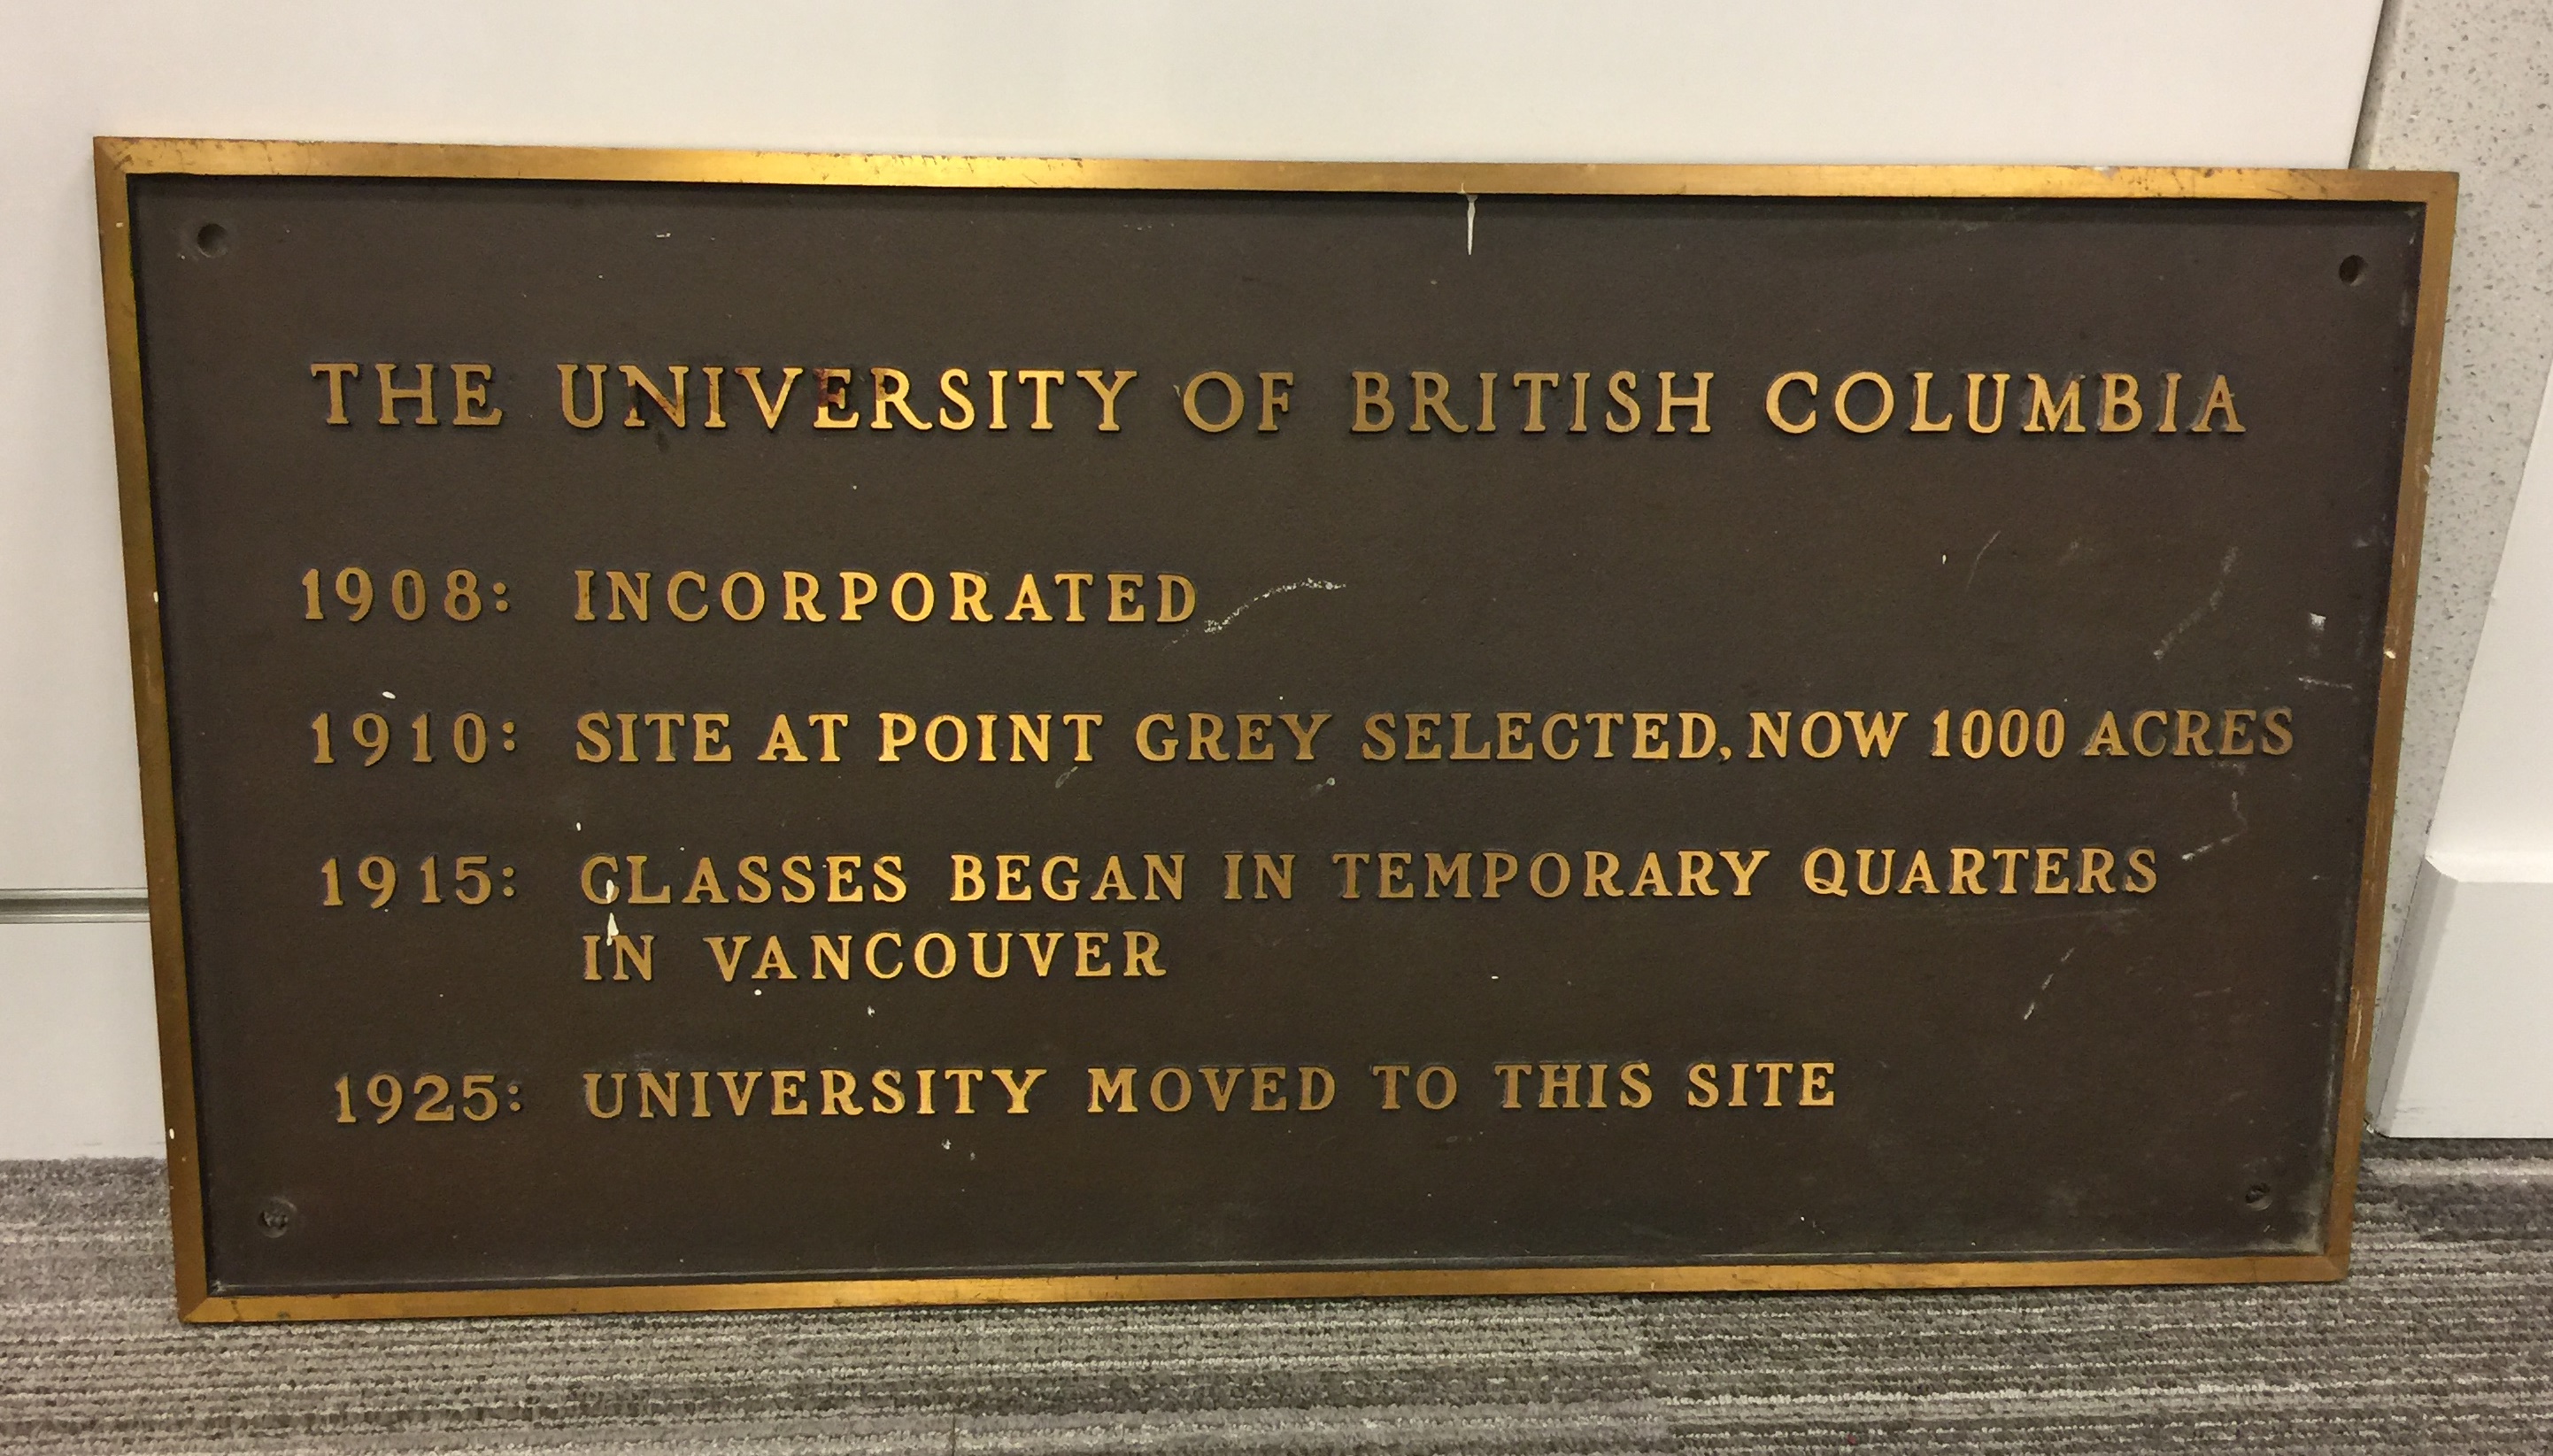 THE UNIVERSITY OF BRITISH COLUMBIA
1908: INCORPORATED
1910: SITE AT POINT GREY SELECTED, NOW 1000 ACRES
1915: CLASSES BEGAN IN TEMPORARY QUARTERS
IN VANCOUVER
1925: UNIVERSITY MOVED TO THIS SITE